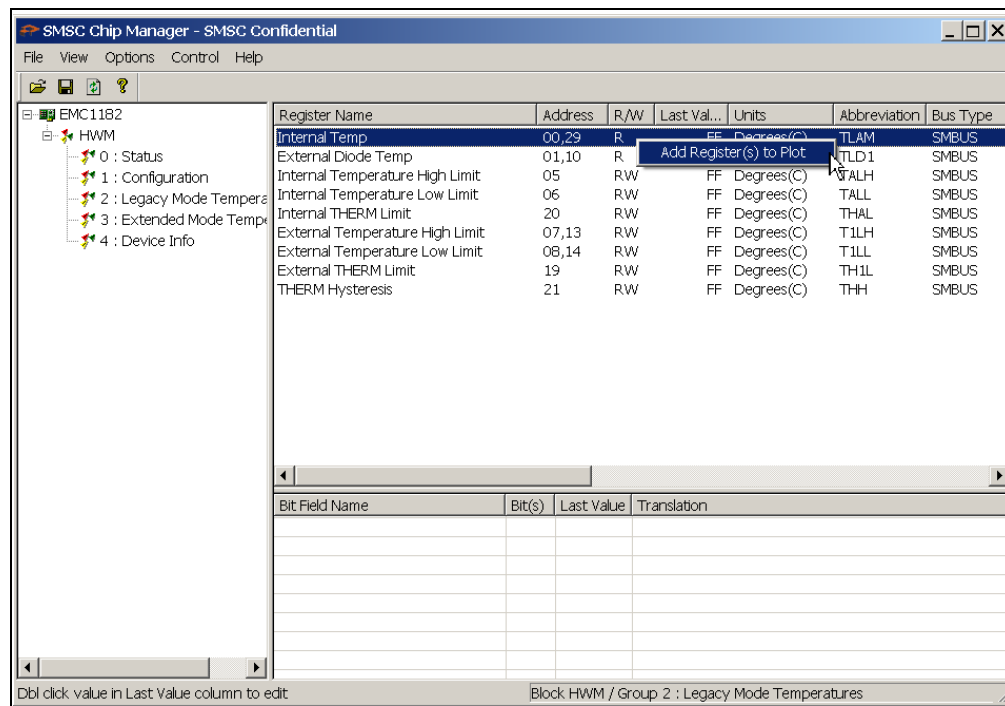 SMSC Chip Manager - SMSC Confidential
File View Options Control Help
EMC1182
HWM
0 : Status
1 : Configuration
2 : Legacy Mode Tempera
3 : Extended Mode Tempe
4 : Device Info
Register Name Address R/W Last Val... Units Abbreviation Bus Type
Internal Temp 00,29 R FF Degrees(C) TLAM SMBUS
Add Register(s) to Plot
External Diode Temp 01,10 R TLD1 SMBUS
Internal Temperature High Limit 05 RW FF Degrees(C) TALH SMBUS
Internal Temperature Low Limit 06 RW FF Degrees(C) TALL SMBUS
Internal THERM Limit 20 RW FF Degrees(C) THAL SMBUS
External Temperature High Limit 07,13 RW FF Degrees(C) T1LH SMBUS
External Temperature Low Limit 08,14 RW FF Degrees(C) T1LL SMBUS
External THERM Limit 19 RW FF Degrees(C) TH1L SMBUS
THERM Hysteresis 21 RW FF Degrees(C) THH SMBUS
Bit Field Name Bit(s) Last Value Translation
Dbl click value in Last Value column to edit
Block HWM / Group 2 : Legacy Mode Temperatures